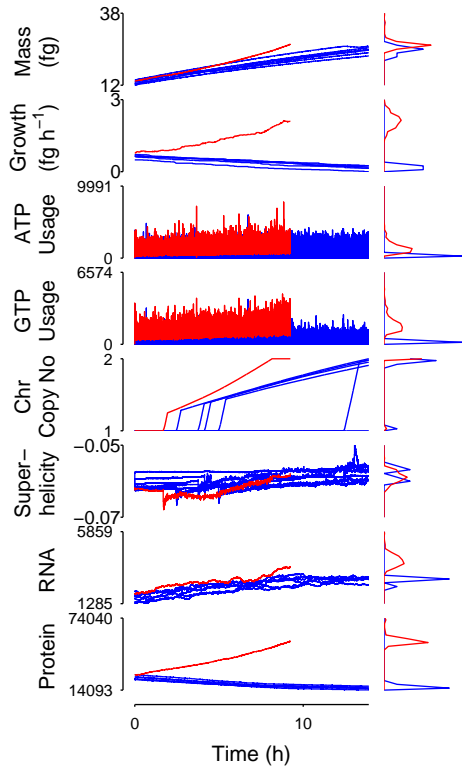 38
Mass
(fg)
12
3
Growth
(fg h⁻¹)
0
9991
ATP
Usage
0
6574
GTP
Usage
0
2
Chr
Copy No
1
−0.05
Super−
helicity
−0.07
5859
RNA
1285
74040
Protein
14093
0 10
Time (h)